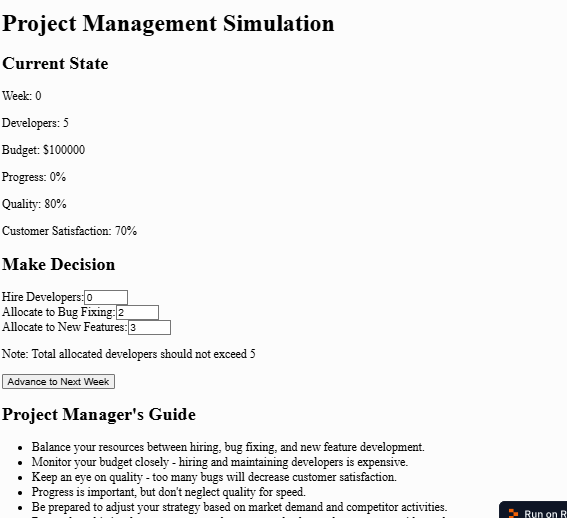 Project Management Simulation
Current State
Week: 0
Developers: 5
Budget: $100000
Progress: 0%
Quality: 80%
Customer Satisfaction: 70%
Make Decision
Hire Developers: 0
Allocate to Bug Fixing: 2
Allocate to New Features: 3
Note: Total allocated developers should not exceed 5
Advance to Next Week
Project Manager's Guide
• Balance your resources between hiring, bug fixing, and new feature development.
• Monitor your budget closely - hiring and maintaining developers is expensive.
• Keep an eye on quality - too many bugs will decrease customer satisfaction.
• Progress is important, but don't neglect quality for speed.
• Be prepared to adjust your strategy based on market demand and competitor activities.
Run on R